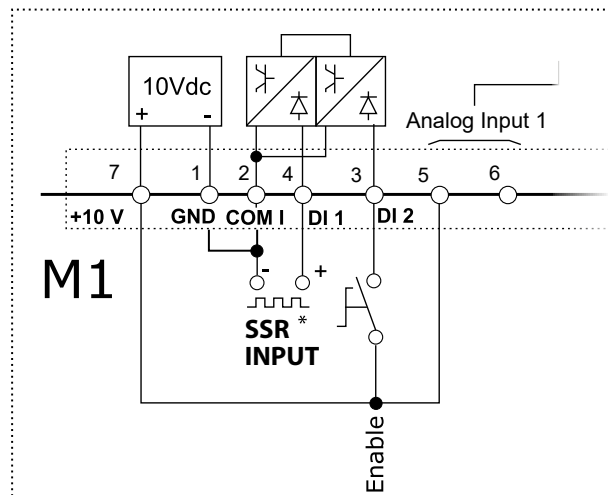 10Vdc
+ -
Analog Input 1
7 1 2 4 3 5 6
+10 V GND COM I DI 1 DI 2
M1
- +
SSR *
INPUT
Enable